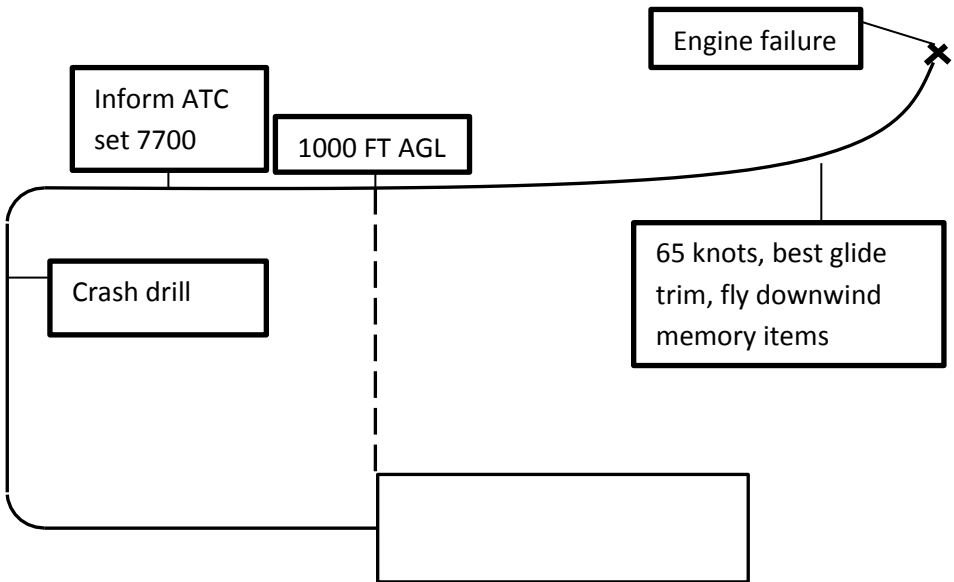 Engine failure
Inform ATC
set 7700
1000 FT AGL
65 knots, best glide
trim, fly downwind
memory items
Crash drill